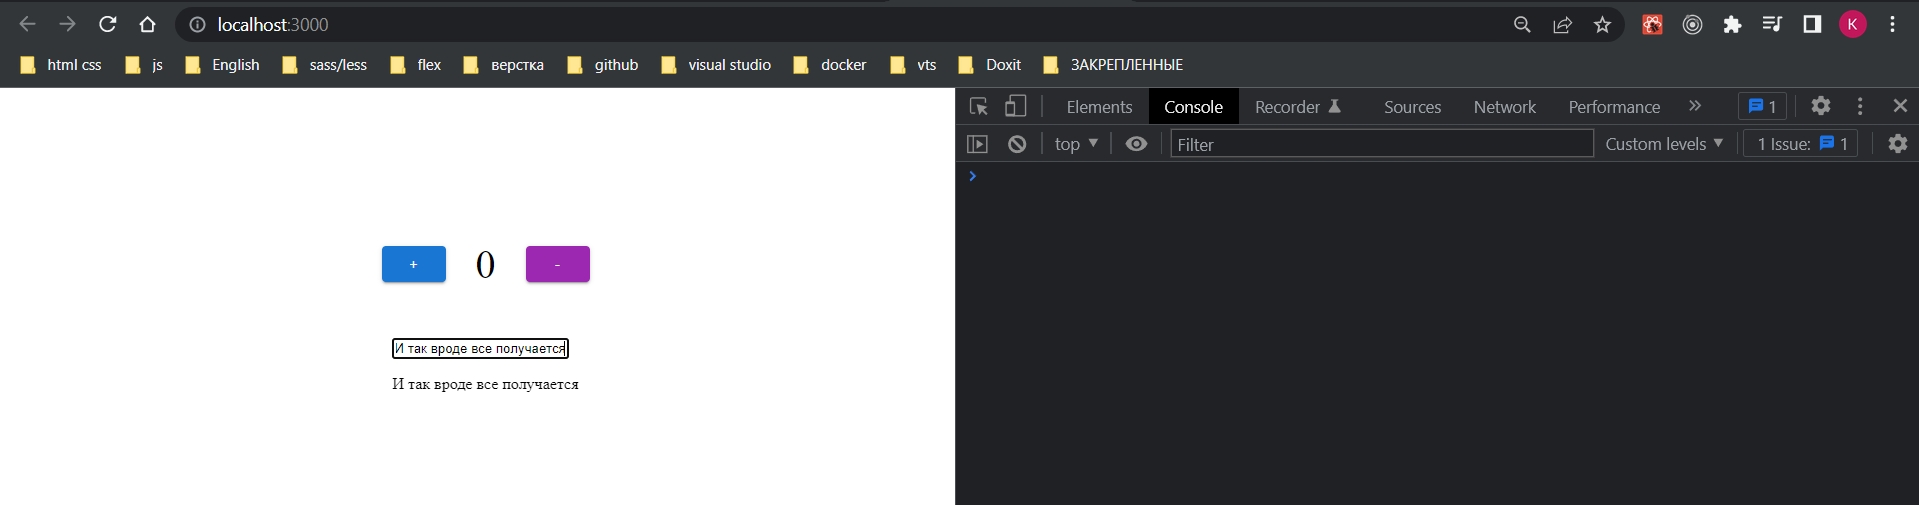 localhost:3000
K
html css js English sass/less flex верстка github visual studio docker vts Doxit ЗАКРЕПЛЕННЫЕ
Elements Console Recorder Sources Network Performance » 1
top Filter Custom levels 1 Issue: 1
+ 0 -
И так вроде все получается
И так вроде все получается